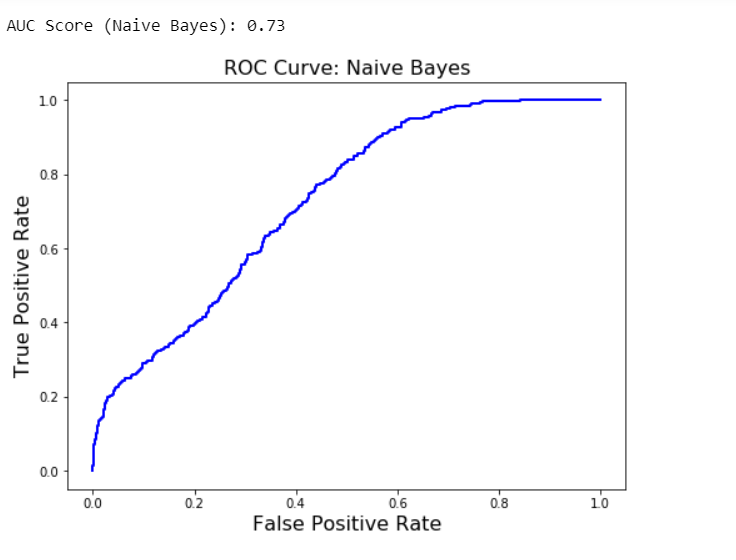 AUC Score (Naive Bayes): 0.73
ROC Curve: Naive Bayes
True Positive Rate
1.0
0.8
0.6
0.4
0.2
0.0
0.0 0.2 0.4 0.6 0.8 1.0
False Positive Rate